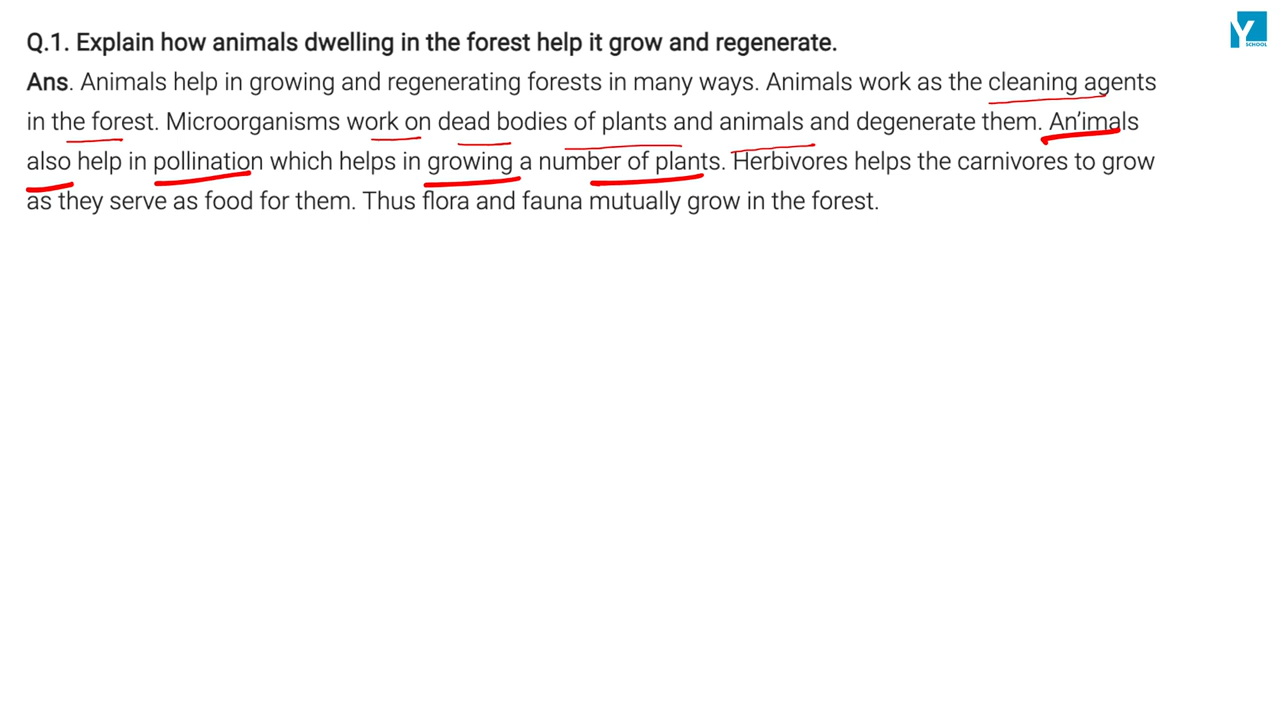 Q.1. Explain how animals dwelling in the forest help it grow and regenerate.
Ans. Animals help in growing and regenerating forests in many ways. Animals work as the cleaning agents
in the forest. Microorganisms work on dead bodies of plants and animals and degenerate them. An’imals
also help in pollination which helps in growing a number of plants. Herbivores helps the carnivores to grow
as they serve as food for them. Thus flora and fauna mutually grow in the forest.
Y
SCHOOL